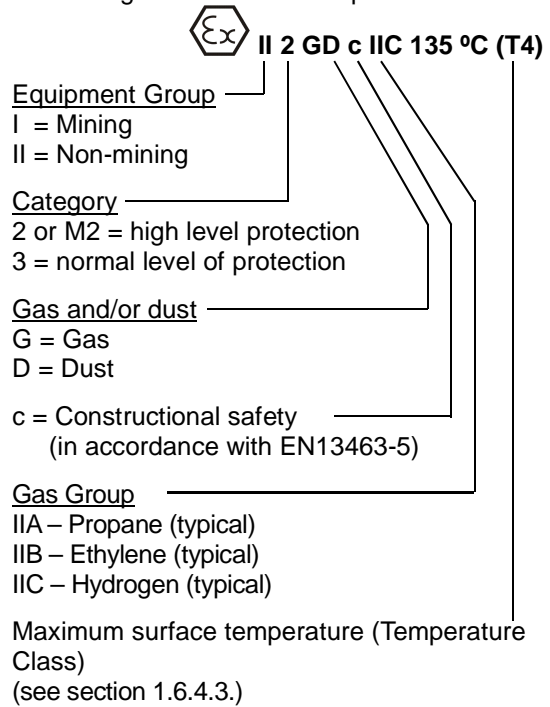 Ex II 2 GD c IIC 135 ºC (T4)
Equipment Group
I = Mining
II = Non-mining
Category
2 or M2 = high level protection
3 = normal level of protection
Gas and/or dust
G = Gas
D = Dust
c = Constructional safety
(in accordance with EN13463-5)
Gas Group
IIA – Propane (typical)
IIB – Ethylene (typical)
IIC – Hydrogen (typical)
Maximum surface temperature (Temperature
Class)
(see section 1.6.4.3.)